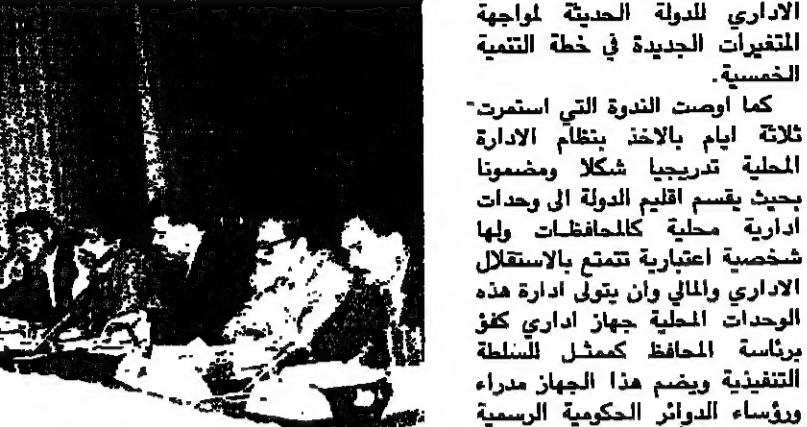 الاداري للدولة الحديثة لمواجهة
المتغيرات الجديدة في خطة التنمية
الخمسية.
كما اوصت الندوة التي استمرت
ثلاثة ايام بالاخذ بنظام الادارة
المحلية تدريجيا شكلا ومضمونا
بحيث يقسم اقليم الدولة الى وحدات
ادارية محلية كالمحافظات ولها
شخصية اعتبارية تتمتع بالاستقلال
الاداري والمالي وان يتولى ادارة هذه
الوحدات المحلية جهاز اداري كفؤ
برئاسة المحافظ كممثل للسلطة
التنفيذية ويضم هذا الجهاز مدراء
ورؤساء الدوائر الحكومية الرسمية